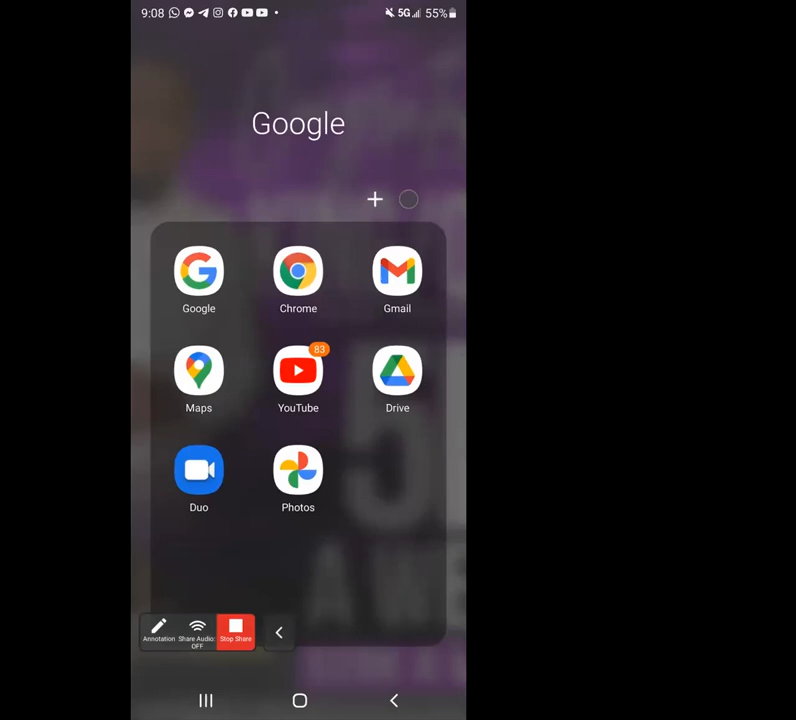 9:08 5G 55%
Google
Google Chrome Gmail
83
Maps YouTube Drive
Duo Photos
Annotation Share Audio: OFF Stop Share